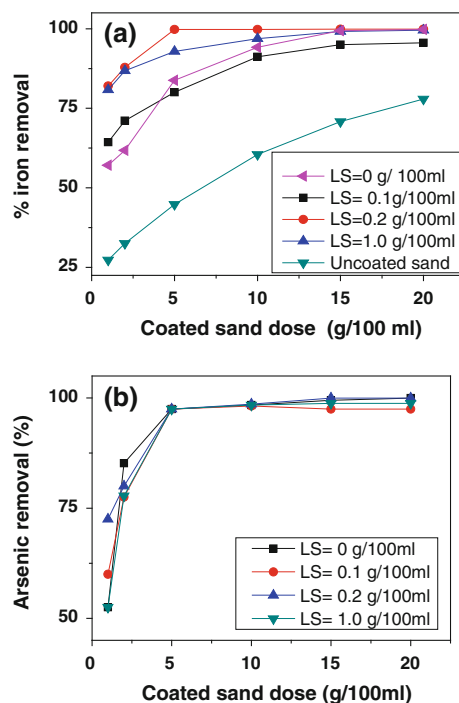 (a)
% iron removal
100
75
50
25
LS=0 g/ 100ml
LS= 0.1g/100ml
LS=0.2 g/100ml
LS=1.0 g/100ml
Uncoated sand
0 5 10 15 20
Coated sand dose (g/100 ml)
(b)
Arsenic removal (%)
100
75
50
LS= 0 g/100ml
LS= 0.1 g/100ml
LS= 0.2 g/100ml
LS= 1.0 g/100ml
0 5 10 15 20
Coated sand dose (g/100ml)